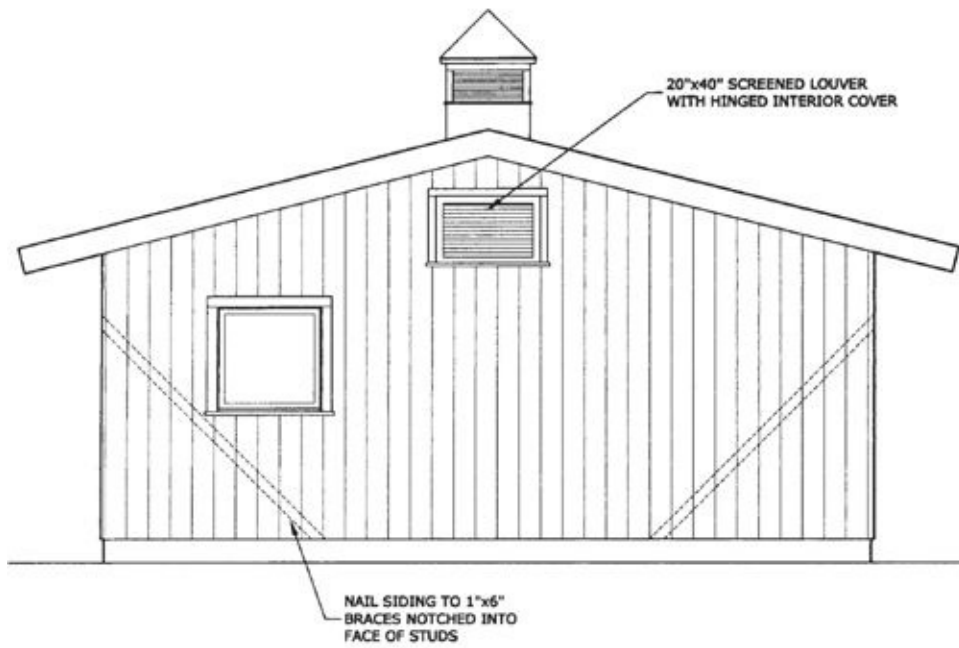 20"x40" SCREENED LOUVER
WITH HINGED INTERIOR COVER
NAIL SIDING TO 1"x6"
BRACES NOTCHED INTO
FACE OF STUDS